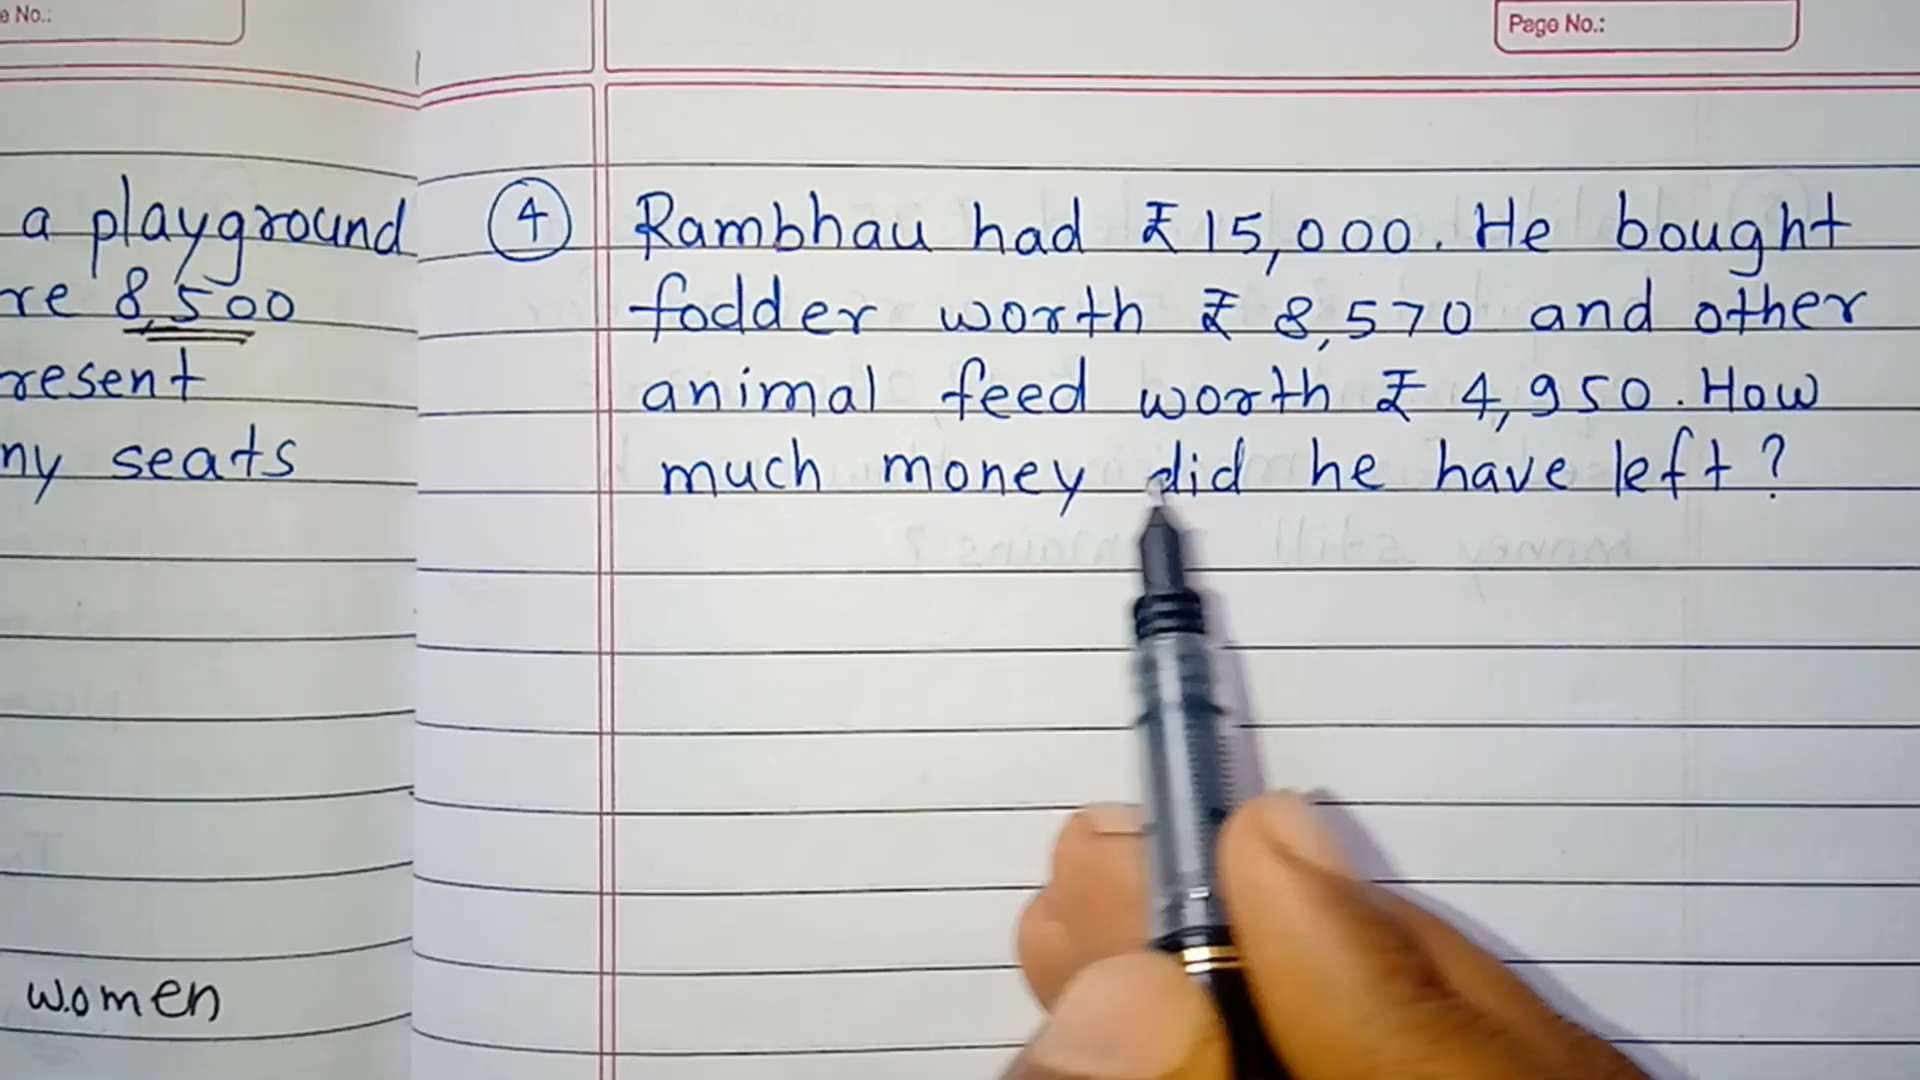 e No.:
a playground
re 8,500
resent
ny seats
women
Page No.:
4 Rambhau had ₹15,000. He bought
fodder worth ₹ 8,570 and other
animal feed worth ₹ 4,950. How
much money did he have left?